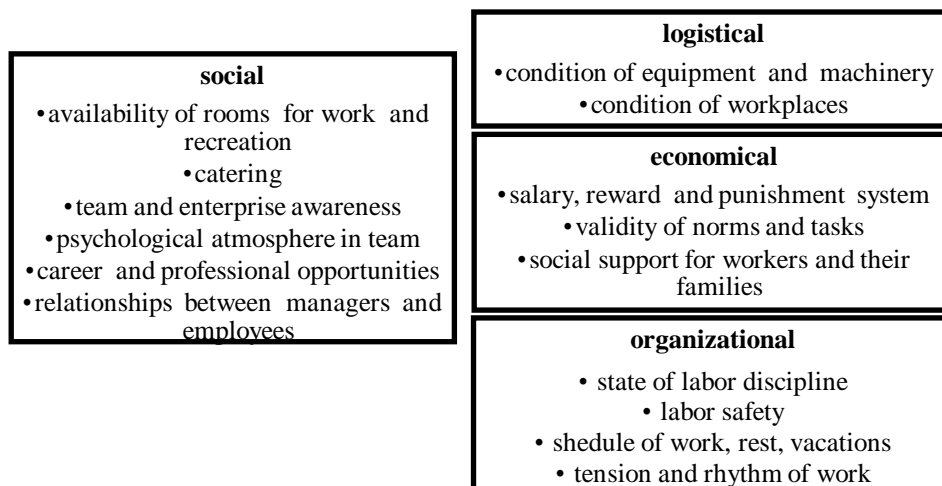 social
•availability of rooms for work and
recreation
•catering
•team and enterprise awareness
•psychological atmosphere in team
•career and professional opportunities
•relationships between managers and
employees
logistical
•condition of equipment and machinery
•condition of workplaces
economical
•salary, reward and punishment system
•validity of norms and tasks
•social support for workers and their
families
organizational
• state of labor discipline
• labor safety
• shedule of work, rest, vacations
• tension and rhythm of work